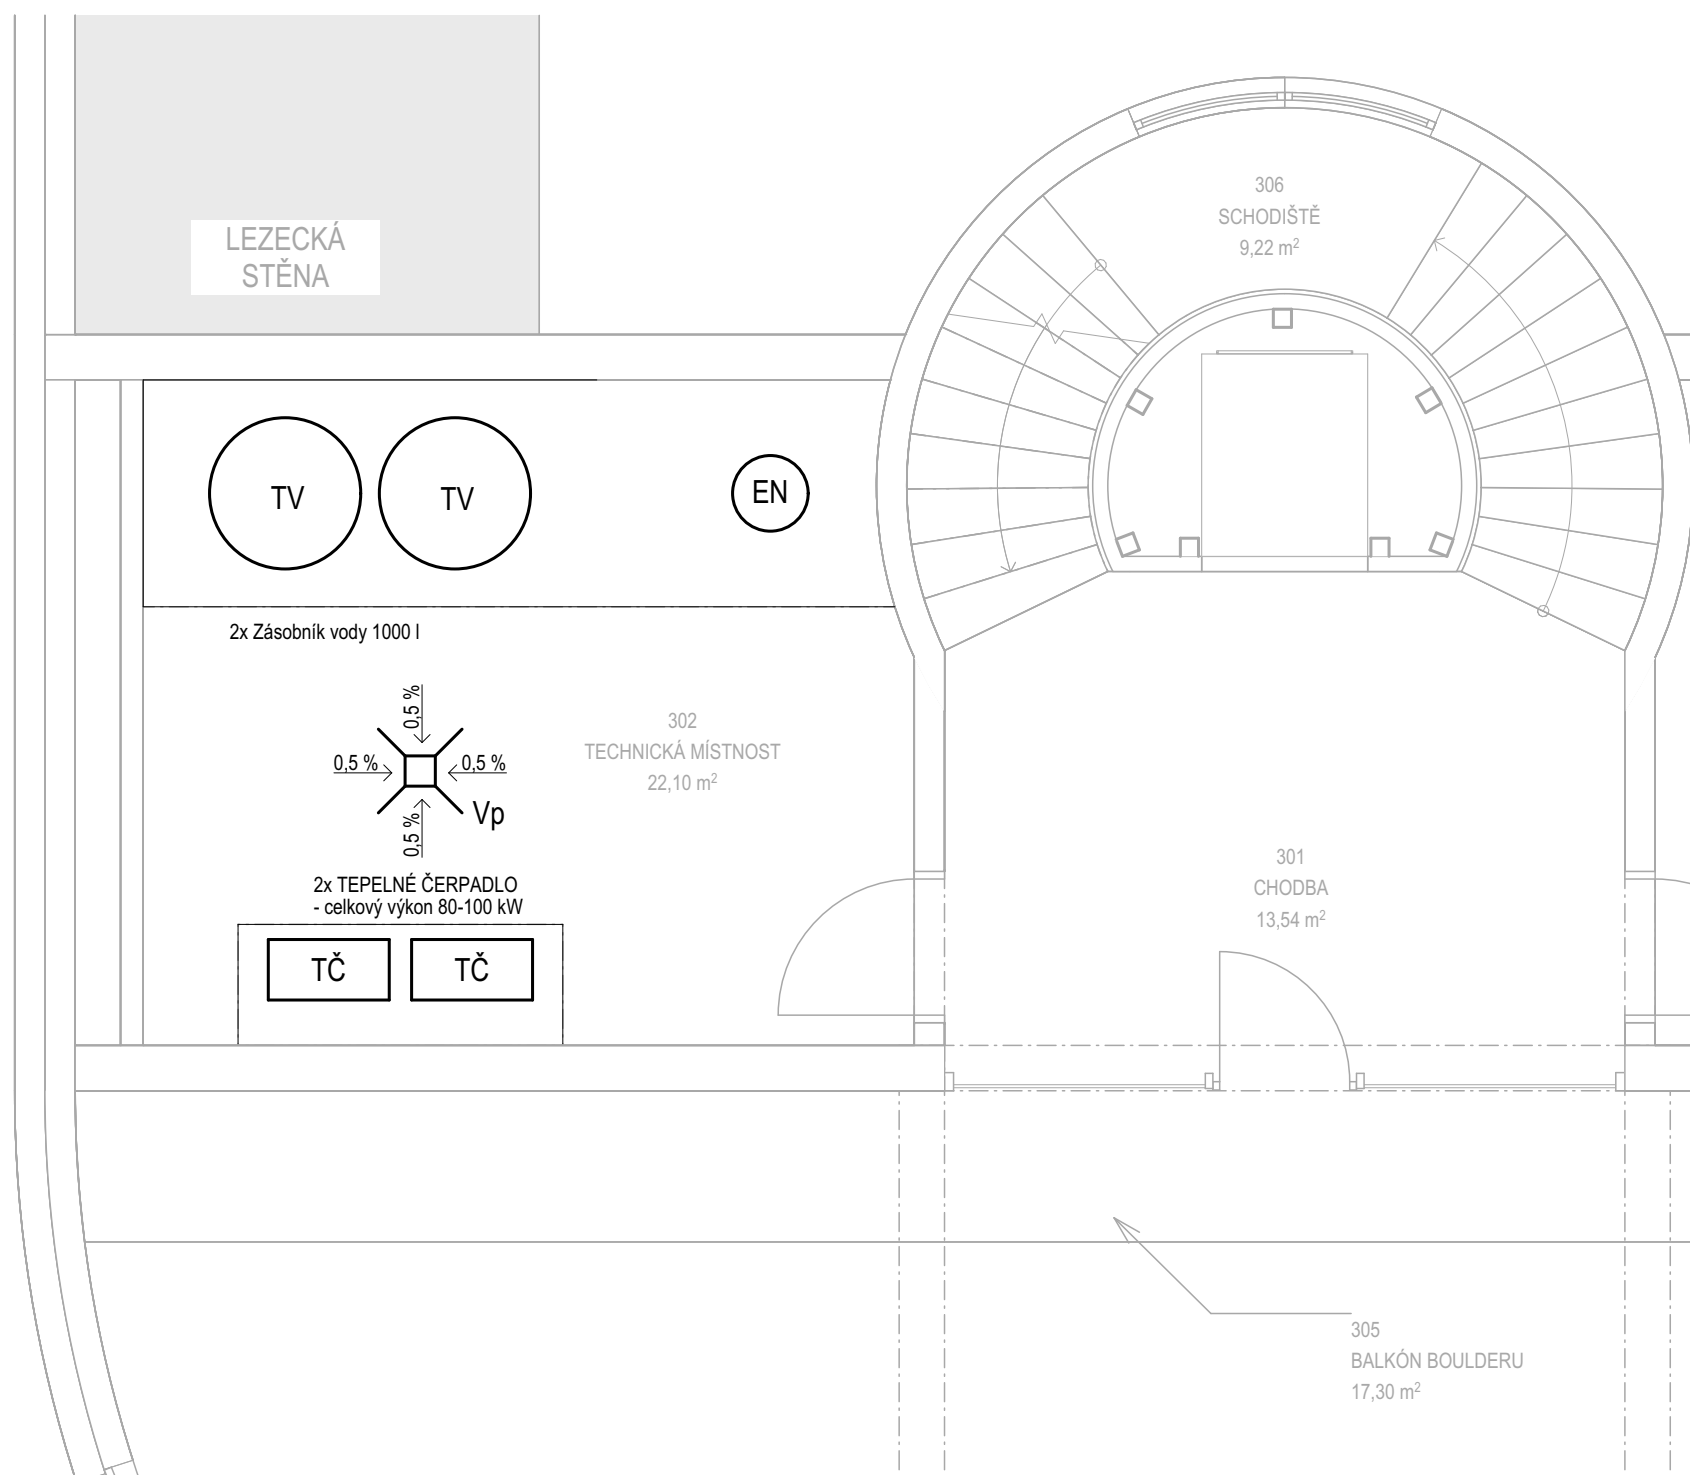 LEZECKÁ
STĚNA
306
SCHODIŠTĚ
9,22 m²
TV
TV
EN
2x Zásobník vody 1000 l
0,5 %
0,5 %
0,5 %
0,5 %
Vp
302
TECHNICKÁ MÍSTNOST
22,10 m²
2x TEPELNÉ ČERPADLO
- celkový výkon 80-100 kW
TČ
TČ
301
CHODBA
13,54 m²
305
BALKÓN BOULDERU
17,30 m²